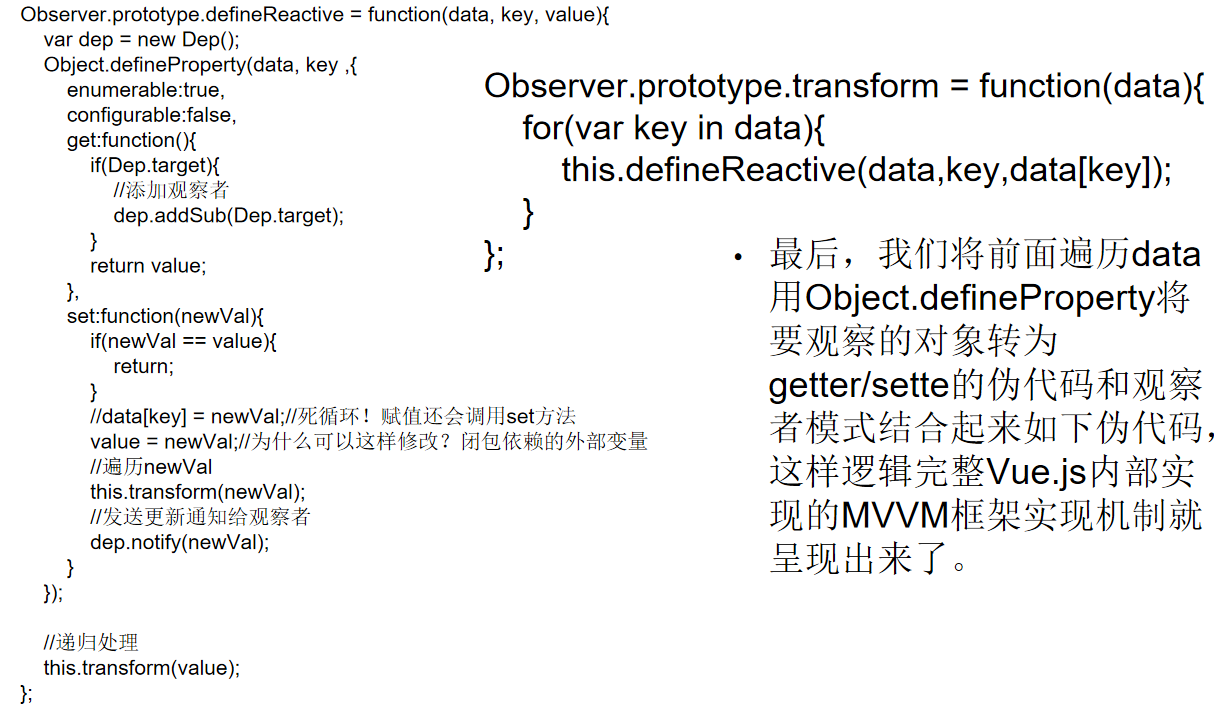 Observer.prototype.defineReactive = function(data, key, value){
var dep = new Dep();
Object.defineProperty(data, key ,{
enumerable:true,
configurable:false,
get:function(){
if(Dep.target){
//添加观察者
dep.addSub(Dep.target);
}
return value;
},
set:function(newVal){
if(newVal == value){
return;
}
//data[key] = newVal;//死循环！赋值还会调用set方法
value = newVal;//为什么可以这样修改？闭包依赖的外部变量
//遍历newVal
this.transform(newVal);
//发送更新通知给观察者
dep.notify(newVal);
}
});
//递归处理
this.transform(value);
};
Observer.prototype.transform = function(data){
for(var key in data){
this.defineReactive(data,key,data[key]);
}
};
• 最后，我们将前面遍历data
用Object.defineProperty将
要观察的对象转为
getter/sette的伪代码和观察
者模式结合起来如下伪代码，
这样逻辑完整Vue.js内部实
现的MVVM框架实现机制就
呈现出来了。